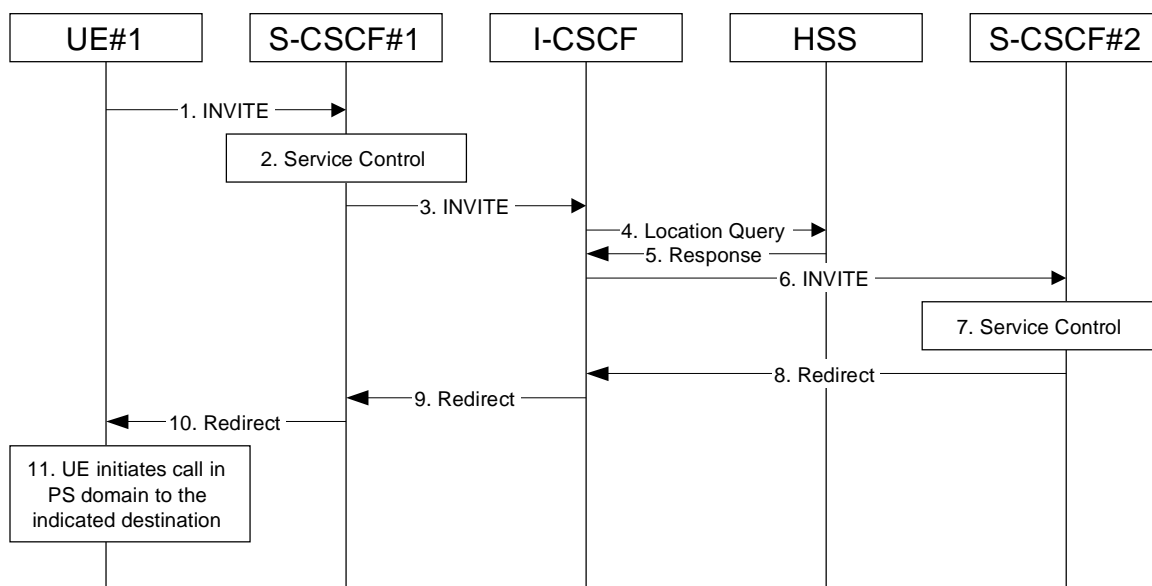 UE#1
S-CSCF#1
I-CSCF
HSS
S-CSCF#2
1. INVITE
2. Service Control
3. INVITE
4. Location Query
5. Response
6. INVITE
7. Service Control
8. Redirect
9. Redirect
10. Redirect
11. UE initiates call in
PS domain to the
indicated destination